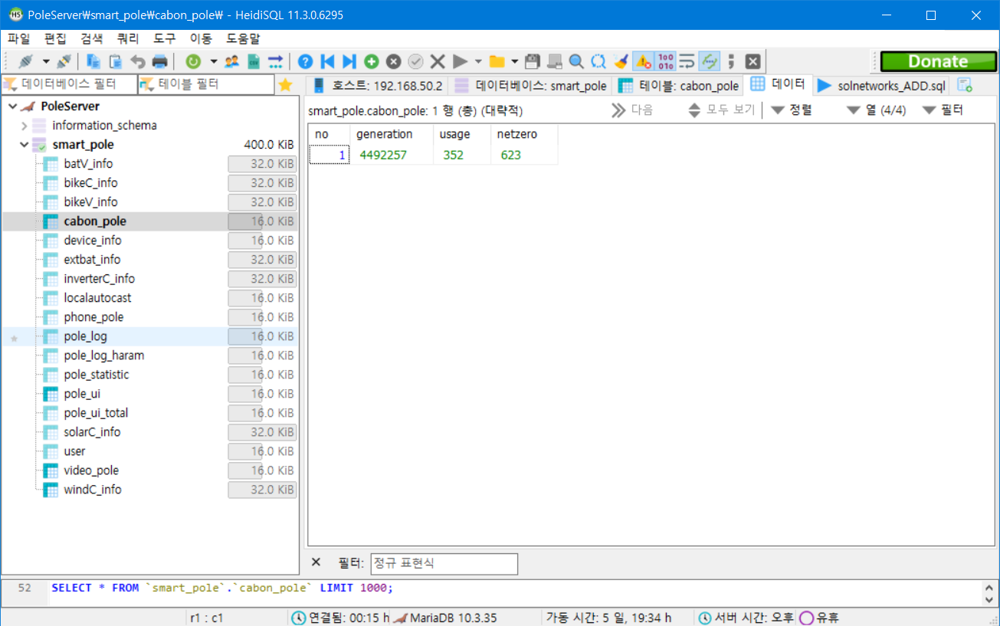 PoleServer\smart_pole\cabon_pole\ - HeidiSQL 11.3.0.6295
파일 편집 검색 쿼리 도구 이동 도움말
Donate
데이터베이스 필터 테이블 필터
호스트: 192.168.50.2 데이터베이스: smart_pole 테이블: cabon_pole 데이터 solnetworks_ADD.sql
PoleServer
information_schema
smart_pole 400.0 KiB
batV_info 32.0 KiB
bikeC_info 32.0 KiB
bikeV_info 32.0 KiB
cabon_pole 16.0 KiB
device_info 16.0 KiB
extbat_info 32.0 KiB
inverterC_info 32.0 KiB
localautocast 16.0 KiB
phone_pole 16.0 KiB
pole_log 16.0 KiB
pole_log_haram 16.0 KiB
pole_statistic 16.0 KiB
pole_ui 16.0 KiB
pole_ui_total 16.0 KiB
solarC_info 32.0 KiB
user 16.0 KiB
video_pole 16.0 KiB
windC_info 32.0 KiB
smart_pole.cabon_pole: 1 행 (총) (대략적) 다음 모두 보기 정렬 열 (4/4) 필터
no generation usage netzero
1 4492257 352 623
필터: 정규 표현식
52 SELECT * FROM `smart_pole`.`cabon_pole` LIMIT 1000;
r1 : c1 연결됨: 00:15 h MariaDB 10.3.35 가동 시간: 5 일, 19:34 h 서버 시간: 오후 유휴